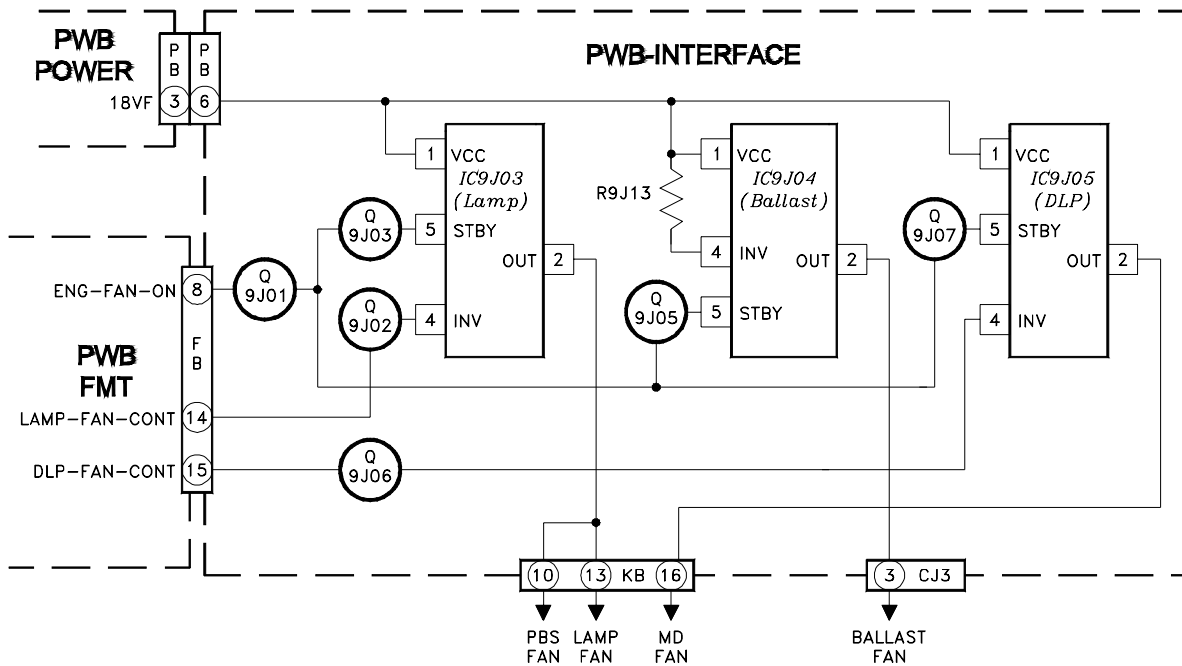 PWB
POWER
P
B
P
B
PWB-INTERFACE
18VF
3
6
1
VCC
IC9J03
(Lamp)
Q
9J03
5
STBY
OUT
2
Q
9J02
4
INV
R9J13
1
VCC
IC9J04
(Ballast)
4
INV
OUT
2
Q
9J05
5
STBY
1
VCC
IC9J05
(DLP)
Q
9J07
5
STBY
OUT
2
4
INV
ENG-FAN-ON
8
Q
9J01
F
B
PWB
FMT
LAMP-FAN-CONT
14
DLP-FAN-CONT
15
Q
9J06
10
13
KB
16
3
CJ3
PBS
FAN
LAMP
FAN
MD
FAN
BALLAST
FAN